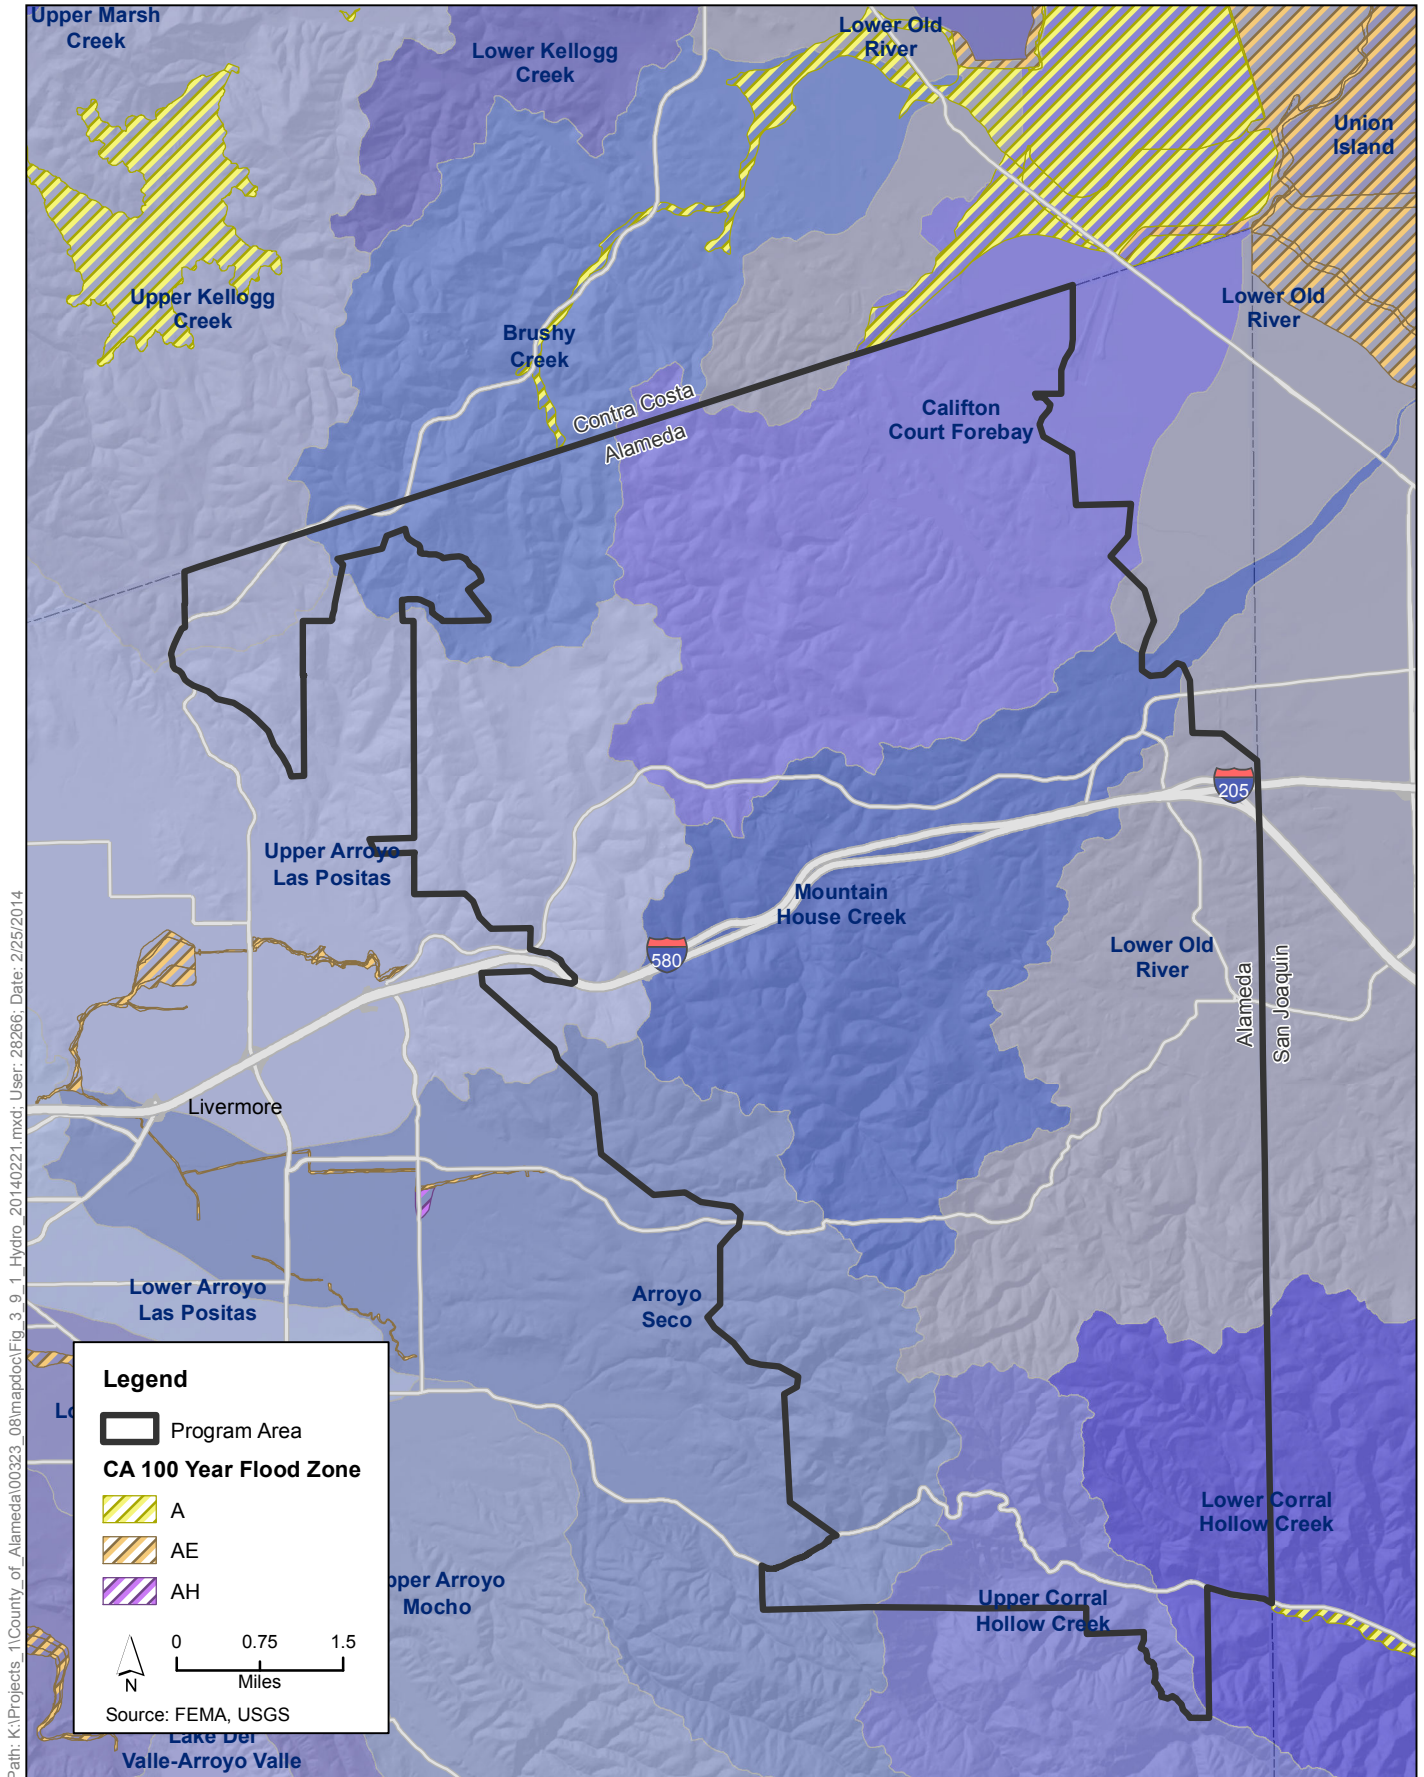 Upper Marsh
Creek
Lower Kellogg
Creek
Lower Old
River
Union
Island
Upper Kellogg
Creek
Lower Old
River
Brushy
Creek
Contra Costa
Alameda
Califton
Court Forebay
205
Upper Arroyo
Las Positas
Mountain
House Creek
580
Lower Old
River
Alameda
San Joaquin
Livermore
Lower Arroyo
Las Positas
Arroyo
Seco
Legend
Program Area
CA 100 Year Flood Zone
A
AE
AH
N
0 0.75 1.5
Miles
Source: FEMA, USGS
Lower Corral
Hollow Creek
pper Arroyo
Mocho
Upper Corral
Hollow Creek
Lake Del
Valle-Arroyo Valle
Path: K:\Projects_1\County_of_Alameda\00323_08\mapdoc\Fig_3_9_1_Hydro_20140221.mxd; User: 28266; Date: 2/25/2014